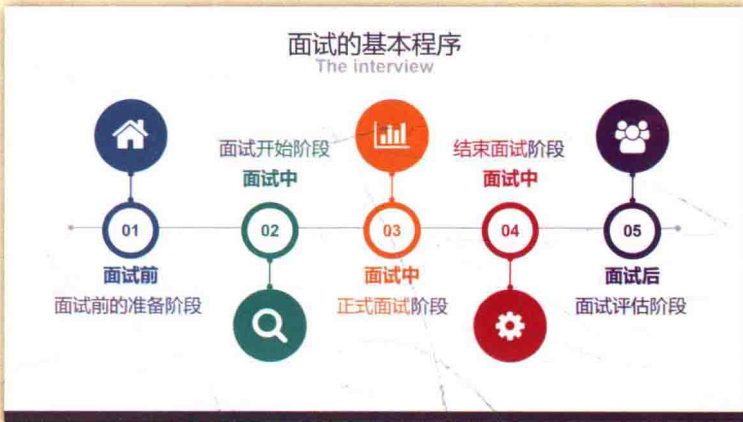 面试的基本程序
The interview
01
面试前
面试前的准备阶段
面试开始阶段
面试中
02
03
面试中
正式面试阶段
结束面试阶段
面试中
04
05
面试后
面试评估阶段